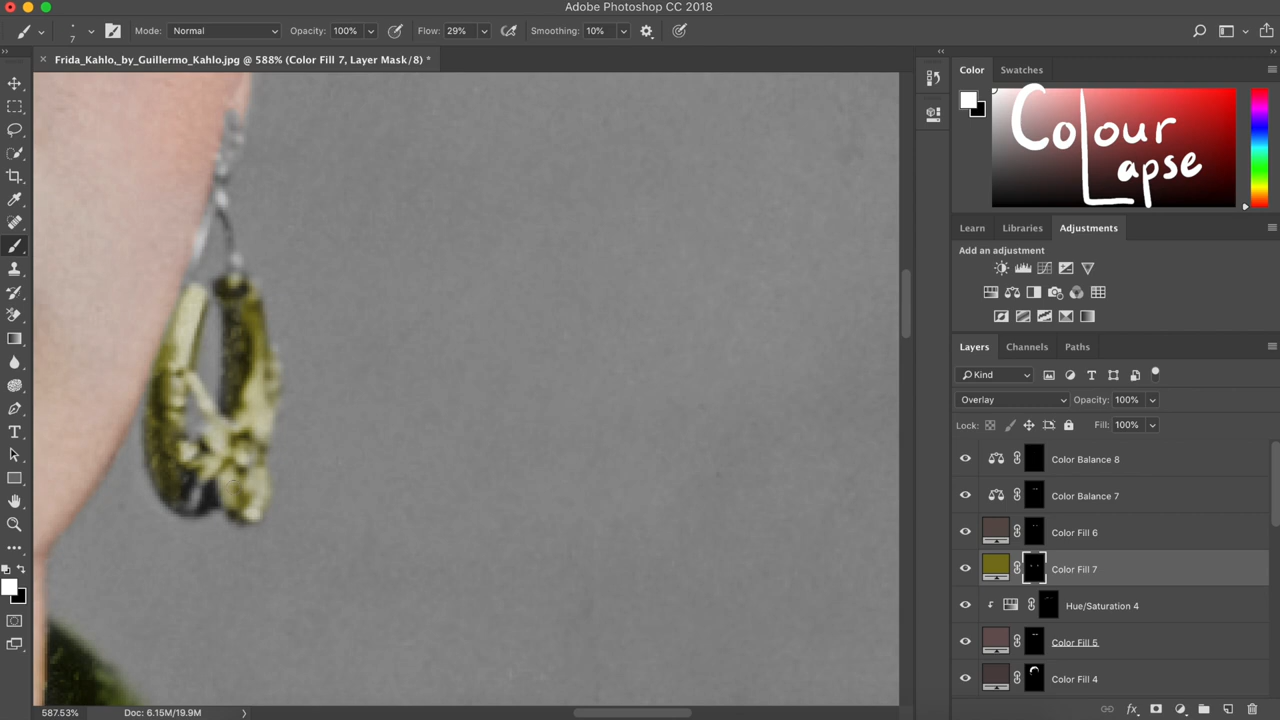 Adobe Photoshop CC 2018
7
Mode: Normal
Opacity: 100%
Flow: 29%
Smoothing: 10%
Frida_Kahlo,_by_Guillermo_Kahlo.jpg @ 588% (Color Fill 7, Layer Mask/8) *
Color Swatches
Colour
Lapse
Learn Libraries Adjustments
Add an adjustment
Layers Channels Paths
Kind
Overlay Opacity: 100%
Lock: Fill: 100%
Color Balance 8
Color Balance 7
Color Fill 6
Color Fill 7
Hue/Saturation 4
Color Fill 5
Color Fill 4
587.53% Doc: 6.15M/19.9M